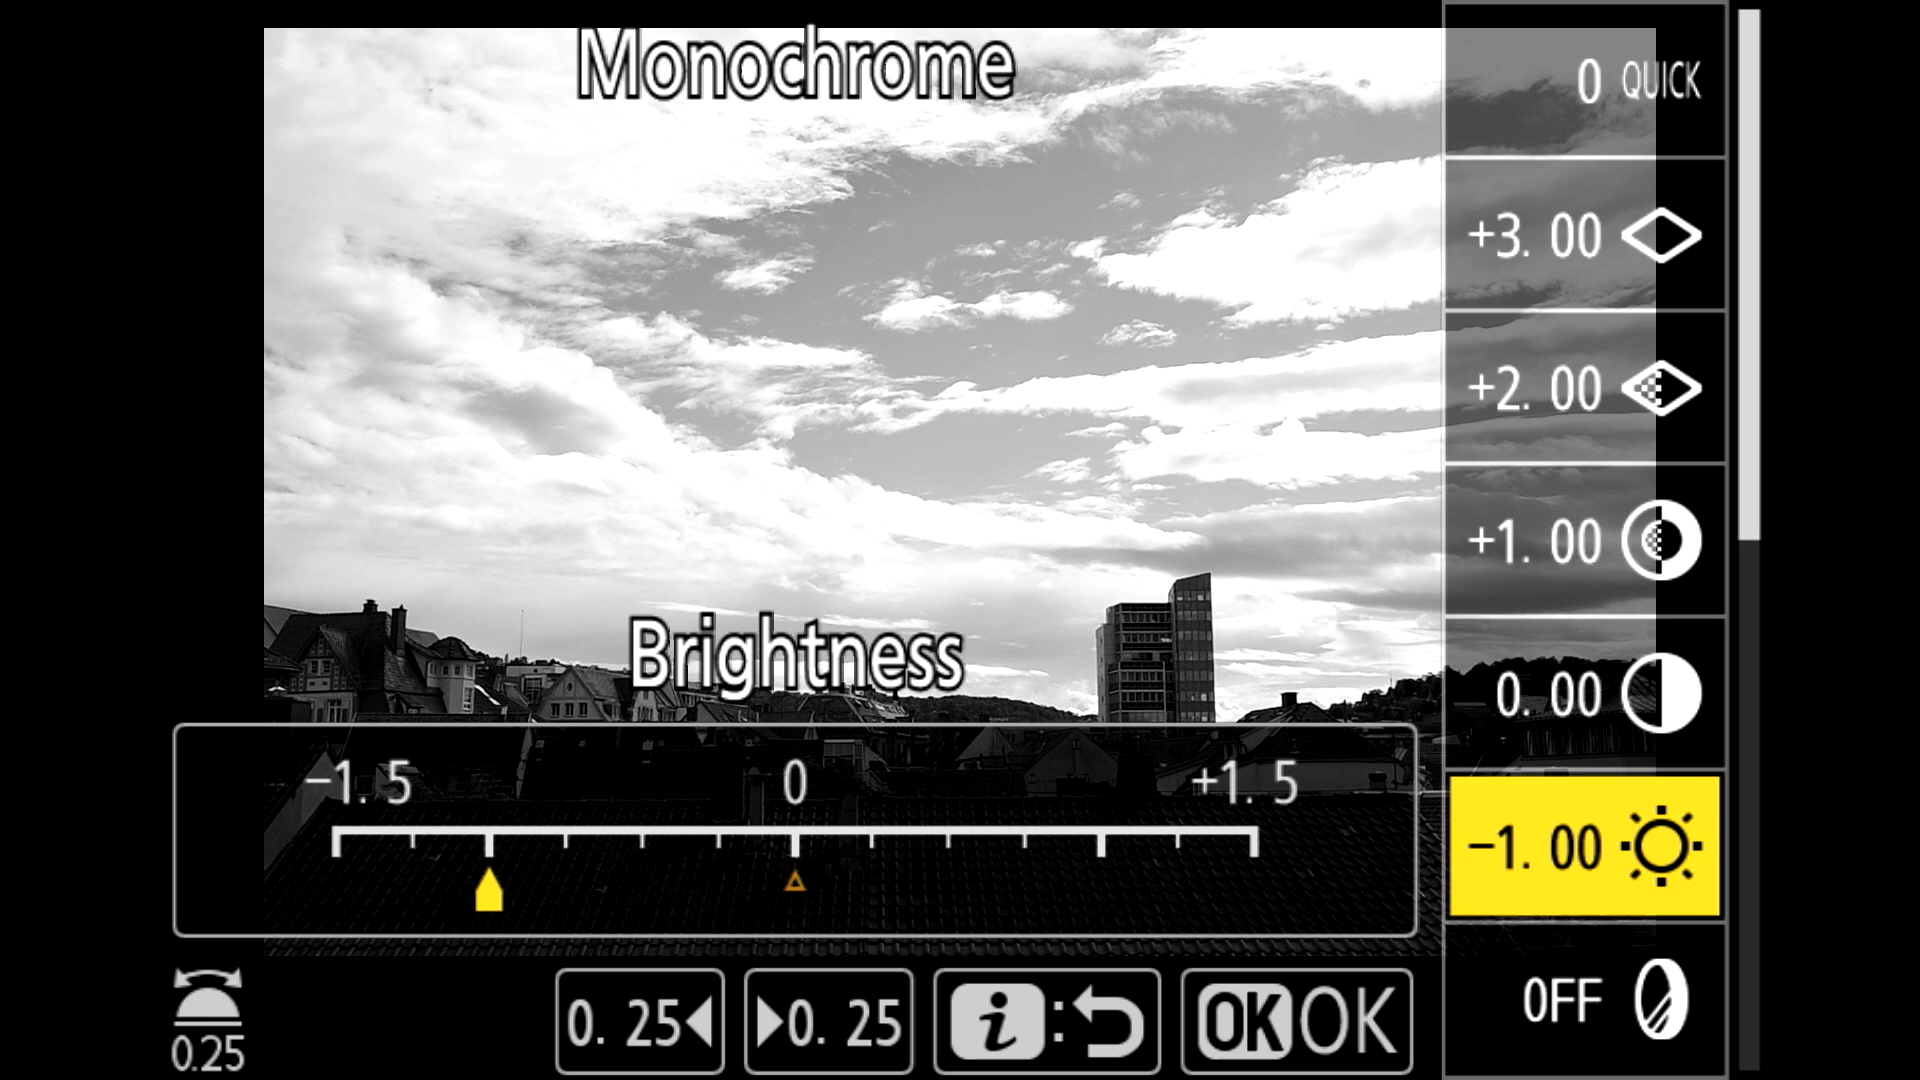 Monochrome
0 QUICK
+3.00
+2.00
+1.00
0.00
Brightness
−1.5 0 +1.5
−1.00
OFF
0.25
0.25 0.25 i: OK OK